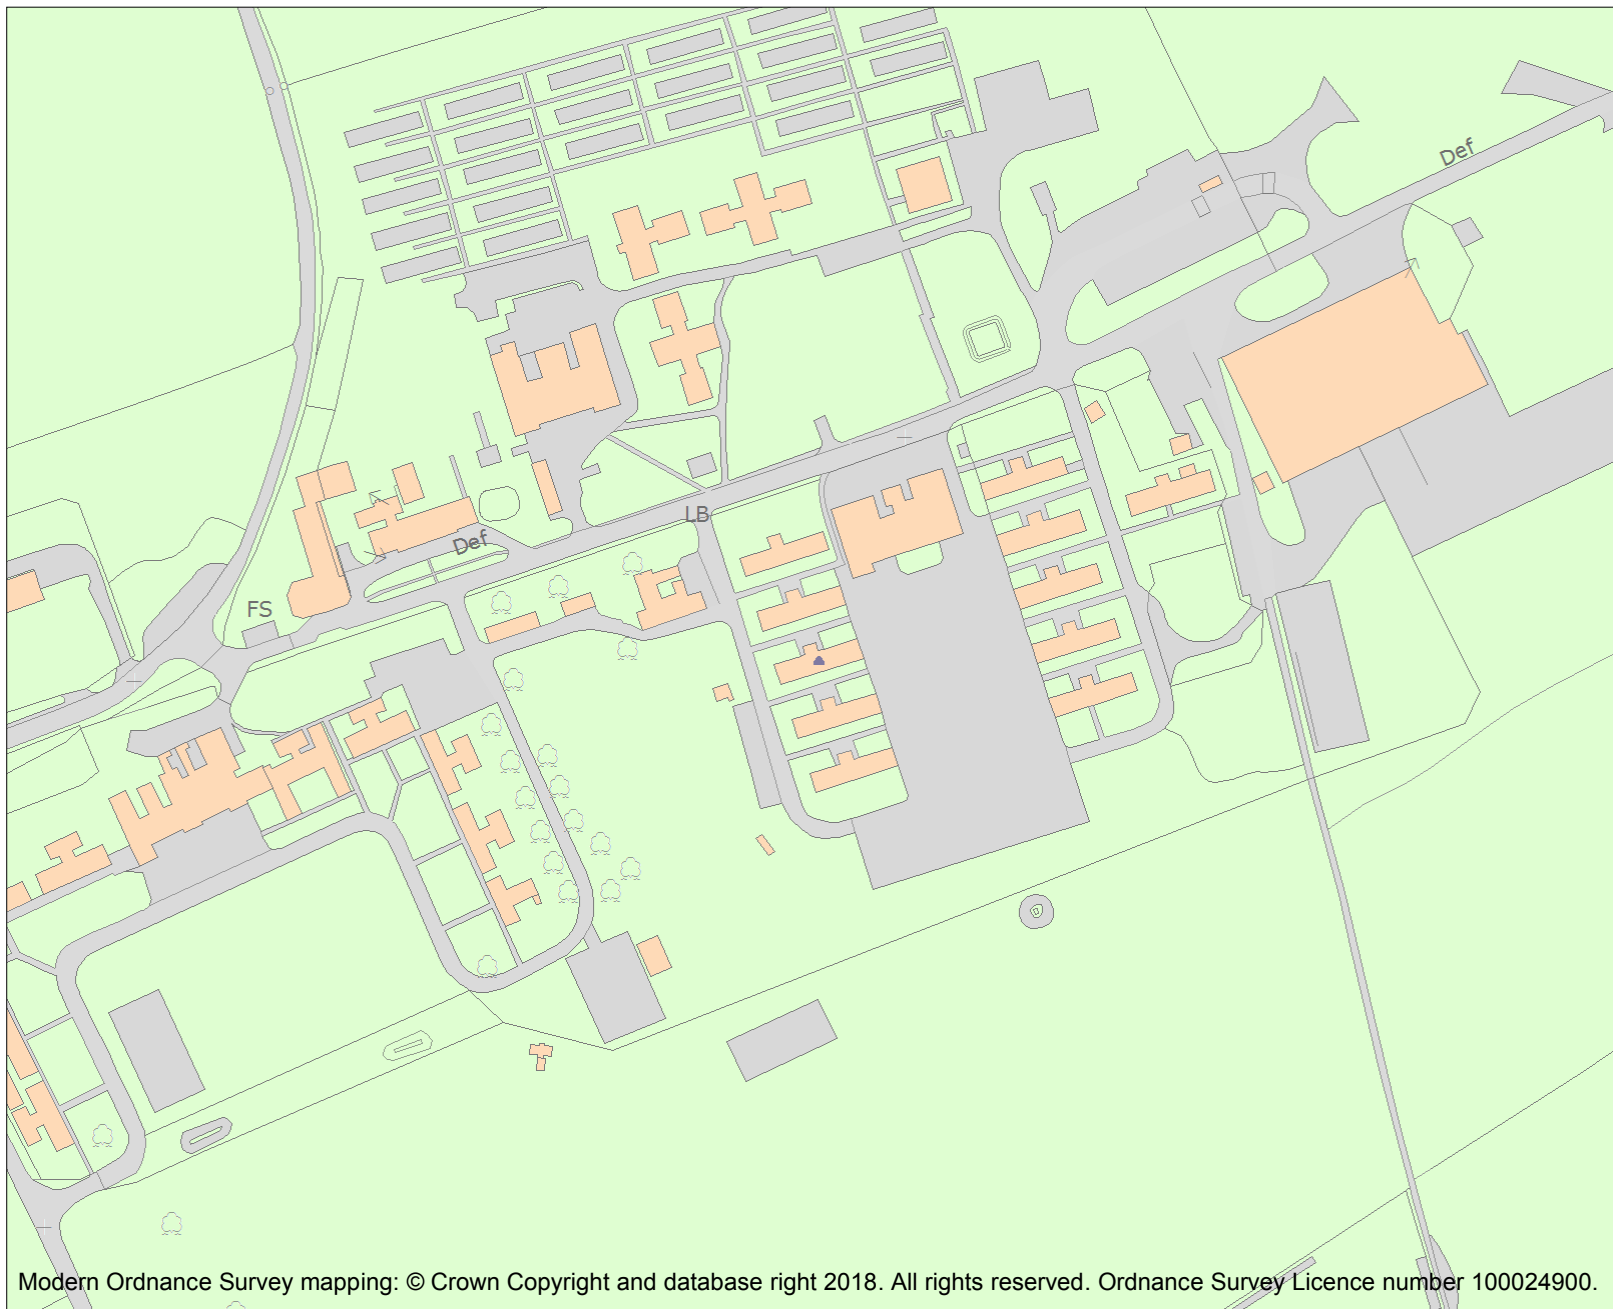 Def
LB
Def
FS
Modern Ordnance Survey mapping: © Crown Copyright and database right 2018. All rights reserved. Ordnance Survey Licence number 100024900.